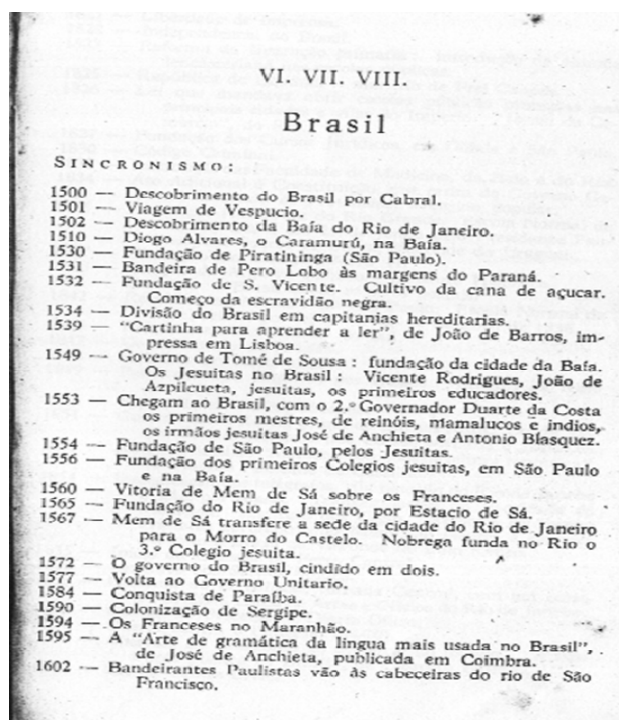 VI. VII. VIII.
Brasil
SINCRONISMO:
1500 — Descobrimento do Brasil por Cabral.
1501 — Viagem de Vespucio.
1502 — Descobrimento da Baía do Rio de Janeiro.
1510 — Diogo Alvares, o Caramurú, na Baía.
1530 — Fundação de Piratininga (São Paulo).
1531 — Bandeira de Pero Lobo às margens do Paraná.
1532 — Fundação de S. Vicente. Cultivo da cana de açucar.
Começo da escravidão negra.
1534 — Divisão do Brasil em capitanias hereditarias.
1539 — “Cartinha para aprender a ler”, de João de Barros, im-
pressa em Lisboa.
1549 — Governo de Tomé de Sousa : fundação da cidade da Baía.
Os Jesuitas no Brasil : Vicente Rodrigues, João de
Azpilcueta, jesuitas, os primeiros educadores.
1553 — Chegam ao Brasil, com o 2.º Governador Duarte da Costa
os primeiros mestres, de reinóis, mamalucos e indios,
os irmãos jesuitas José de Anchieta e Antonio Blasquez.
1554 — Fundação de São Paulo, pelos Jesuitas.
1556 — Fundação dos primeiros Colegios jesuitas, em São Paulo
e na Baía.
1560 — Vitoria de Mem de Sá sobre os Franceses.
1565 — Fundação do Rio de Janeiro, por Estacio de Sá.
1567 — Mem de Sá transfere a sede da cidade do Rio de Janeiro
para o Morro do Castelo. Nobrega funda no Rio o
3.º Colegio jesuita.
1572 — O governo do Brasil, cindido em dois.
1577 — Volta ao Governo Unitario.
1584 — Conquista de Paraíba.
1590 — Colonização de Sergipe.
1594 — Os Franceses no Maranhão.
1595 — A “Arte de gramática da lingua mais usada no Brasil”,
de José de Anchieta, publicada em Coimbra.
1602 — Bandeirantes Paulistas vão às cabeceiras do rio de São
Francisco.